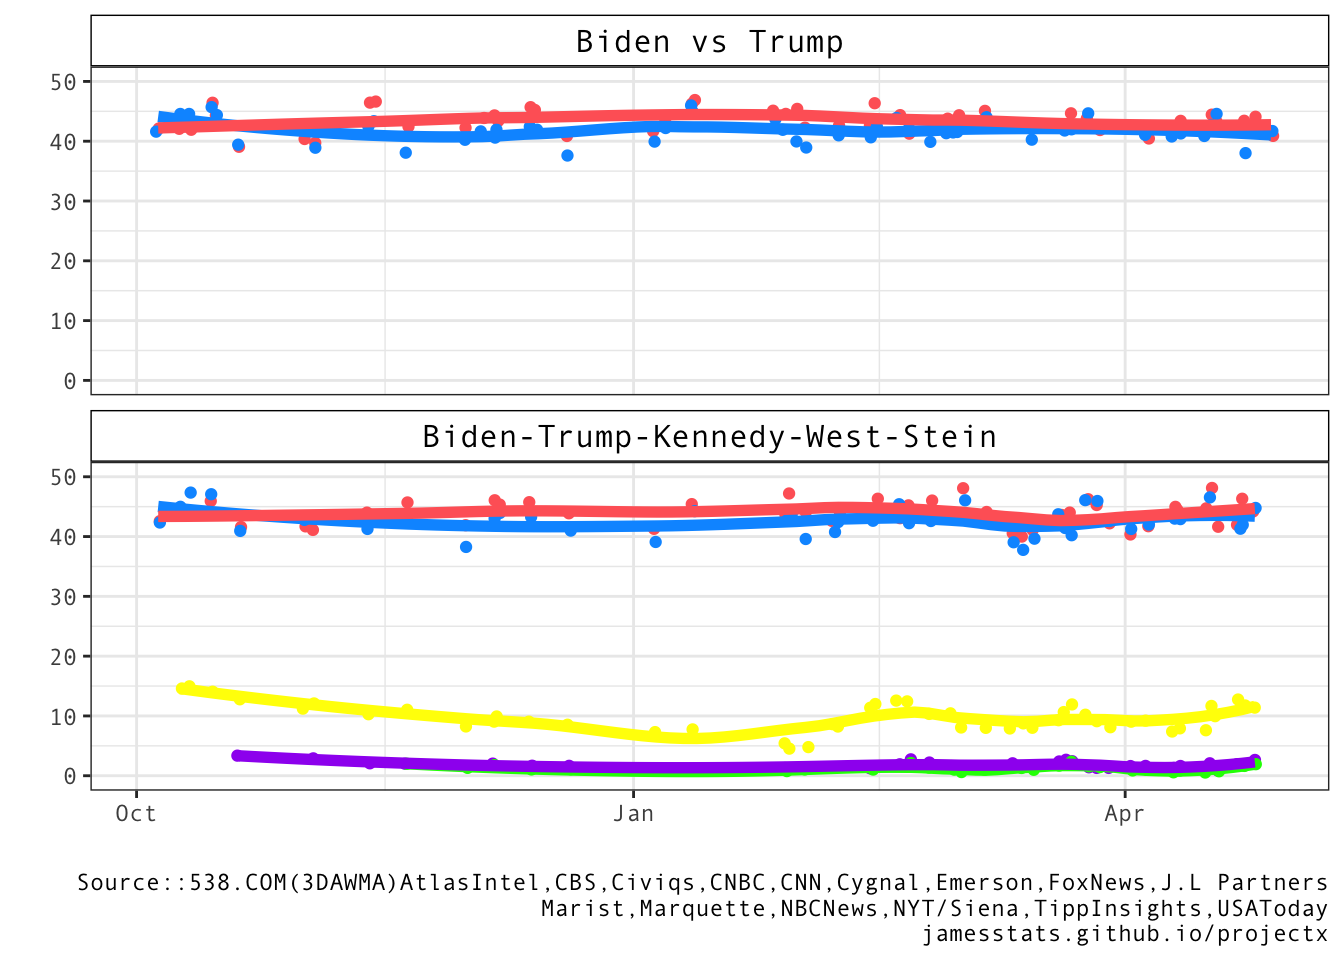 Biden vs Trump
50
40
30
20
10
0
Biden-Trump-Kennedy-West-Stein
50
40
30
20
10
0
Oct Jan Apr
Source::538.COM(3DAWMA)AtlasIntel,CBS,Civiqs,CNBC,CNN,Cygnal,Emerson,FoxNews,J.L Partners
Marist,Marquette,NBCNews,NYT/Siena,TippInsights,USAToday
jamesstats.github.io/projectx